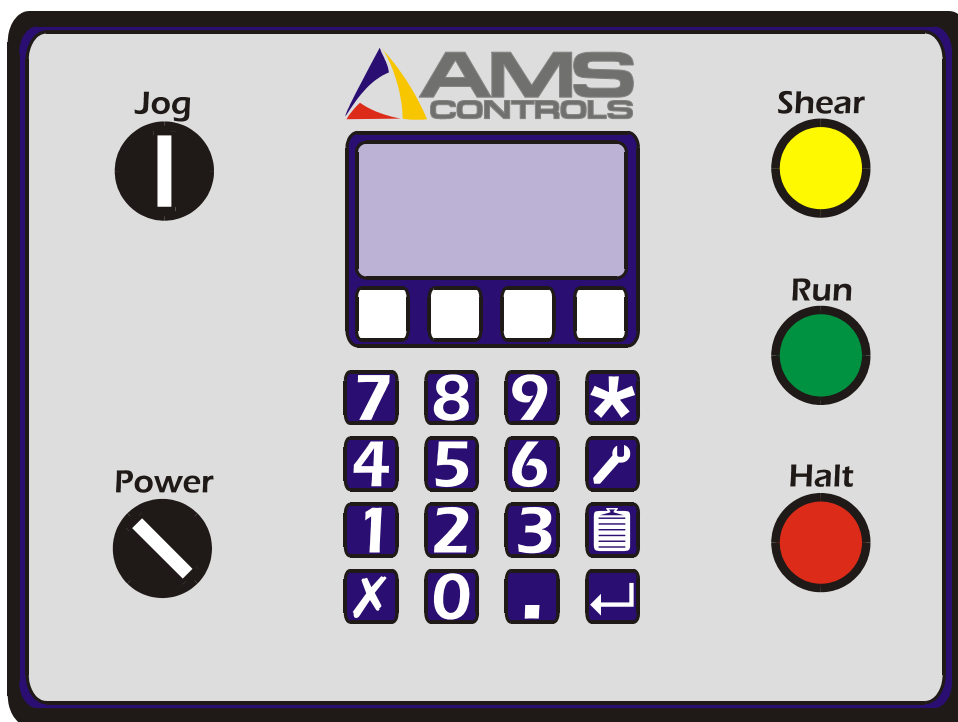 Jog
AMS
CONTROLS
Shear
Run
7 8 9 *
4 5 6
Power
Halt
1 2 3
X 0 .